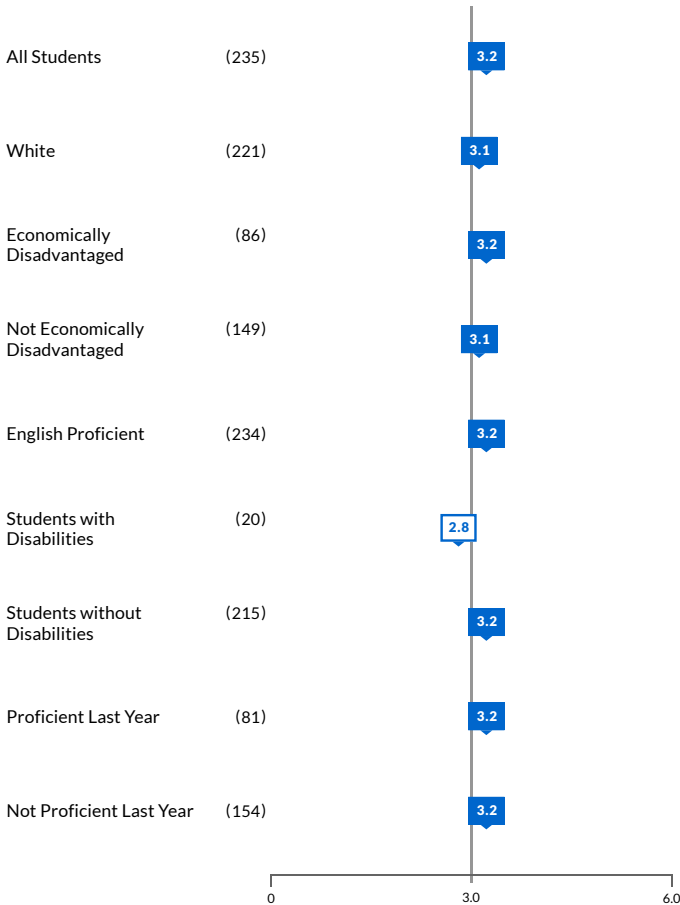 All Students (235) 3.2
White (221) 3.1
Economically (86)
Disadvantaged 3.2
Not Economically (149)
Disadvantaged 3.1
English Proficient (234) 3.2
Students with (20)
Disabilities 2.8
Students without (215)
Disabilities 3.2
Proficient Last Year (81) 3.2
Not Proficient Last Year (154) 3.2
0 3.0 6.0